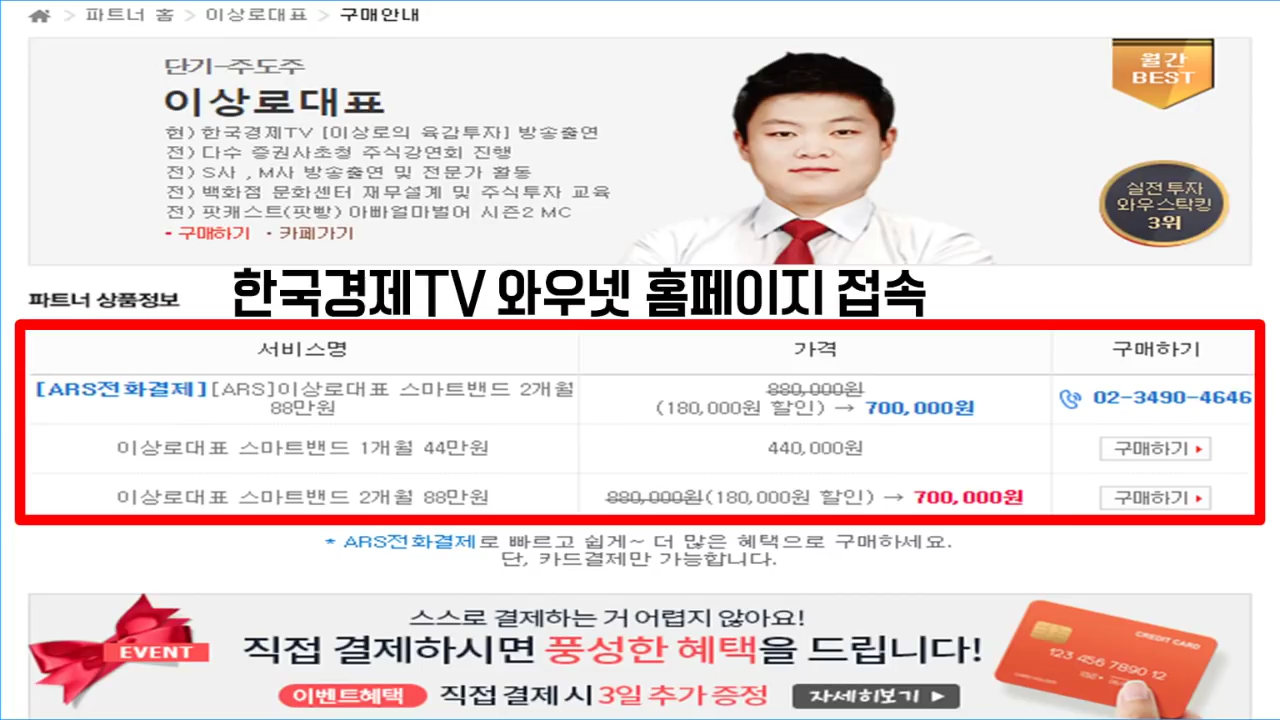 파트너 홈 > 이상로대표 > 구매안내
단기-주도주
이상로대표
현) 한국경제TV [이상로의 육감투자] 방송출연
전) 다수 증권사초청 주식강연회 진행
전) S사 , M사 방송출연 및 전문가 활동
전) 백화점 문화센터 재무설계 및 주식투자 교육
전) 팟캐스트(팟빵) 아빠얼마벌어 시즌2 MC
• 구매하기 • 카페가기
월간
BEST
실전투자
와우스탁킹
3위
파트너 상품정보
한국경제TV 와우넷 홈페이지 접속
서비스명 가격 구매하기
[ARS전화결제][ARS]이상로대표 스마트밴드 2개월
88만원
880,000원
(180,000원 할인) → 700,000원
02-3490-4646
이상로대표 스마트밴드 1개월 44만원 440,000원 구매하기
이상로대표 스마트밴드 2개월 88만원 880,000원(180,000원 할인) → 700,000원 구매하기
* ARS전화결제로 빠르고 쉽게~ 더 많은 혜택으로 구매하세요.
단, 카드결제만 가능합니다.
EVENT
스스로 결제하는 거 어렵지 않아요!
직접 결제하시면 풍성한 혜택을 드립니다!
이벤트혜택 직접 결제 시 3일 추가 증정 자세히보기 ▶
CREDIT CARD
123 456 7890 12